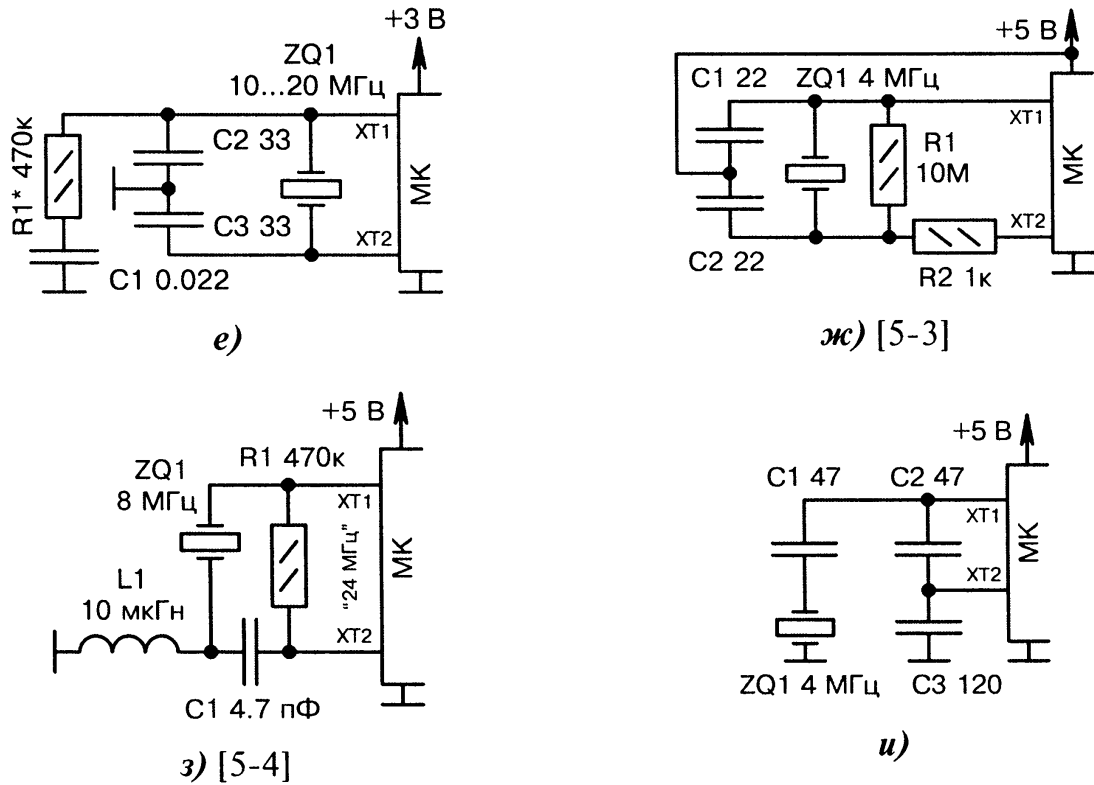 +3 В
ZQ1
10...20 МГц
XT1
C2 33
R1* 470к
МК
C3 33
XT2
C1 0.022
е)
+5 В
C1 22
ZQ1 4 МГц
XT1
R1
10М
МК
XT2
C2 22
R2 1к
ж) [5-3]
+5 В
R1 470к
ZQ1
8 МГц
XT1
"24 МГц"
МК
L1
10 мкГн
XT2
C1 4.7 пФ
з) [5-4]
+5 В
C1 47
C2 47
XT1
МК
XT2
ZQ1 4 МГц
C3 120
и)